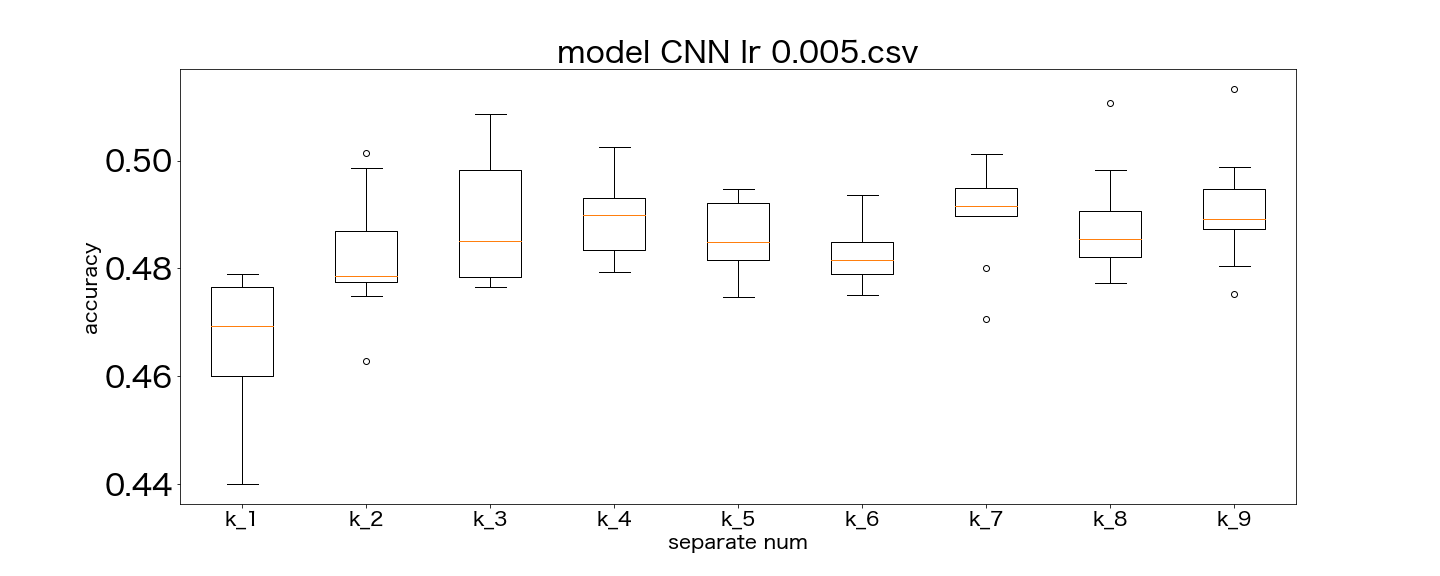 model CNN lr 0.005.csv
0.50
0.48
0.46
0.44
accuracy
k_1 k_2 k_3 k_4 k_5 k_6 k_7 k_8 k_9
separate num